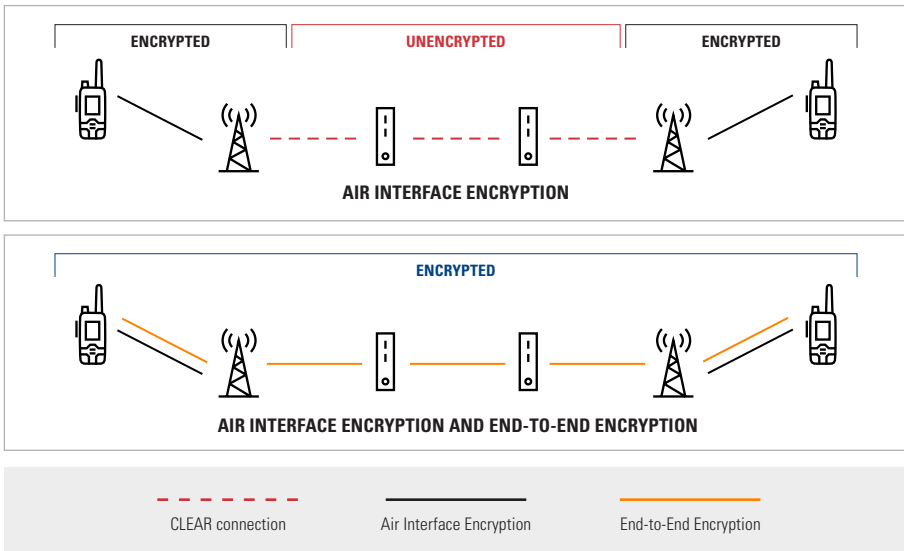 ENCRYPTED UNENCRYPTED ENCRYPTED
AIR INTERFACE ENCRYPTION
ENCRYPTED
AIR INTERFACE ENCRYPTION AND END-TO-END ENCRYPTION
CLEAR connection Air Interface Encryption End-to-End Encryption